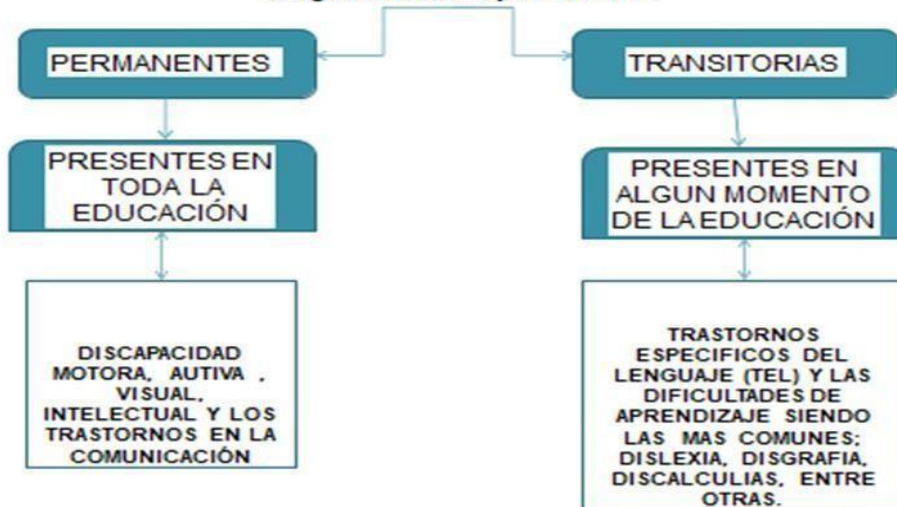 PERMANENTES
PRESENTES EN
TODA LA
EDUCACIÓN
DISCAPACIDAD
MOTORA, AUTIVA ,
VISUAL,
INTELECTUAL Y LOS
TRASTORNOS EN LA
COMUNICACIÓN
TRANSITORIAS
PRESENTES EN
ALGUN MOMENTO
DE LA EDUCACIÓN
TRASTORNOS
ESPECIFICOS DEL
LENGUAJE (TEL) Y LAS
DIFICULTADES DE
APRENDIZAJE SIENDO
LAS MAS COMUNES;
DISLEXIA, DISGRAFIA,
DISCALCULIAS, ENTRE
OTRAS.